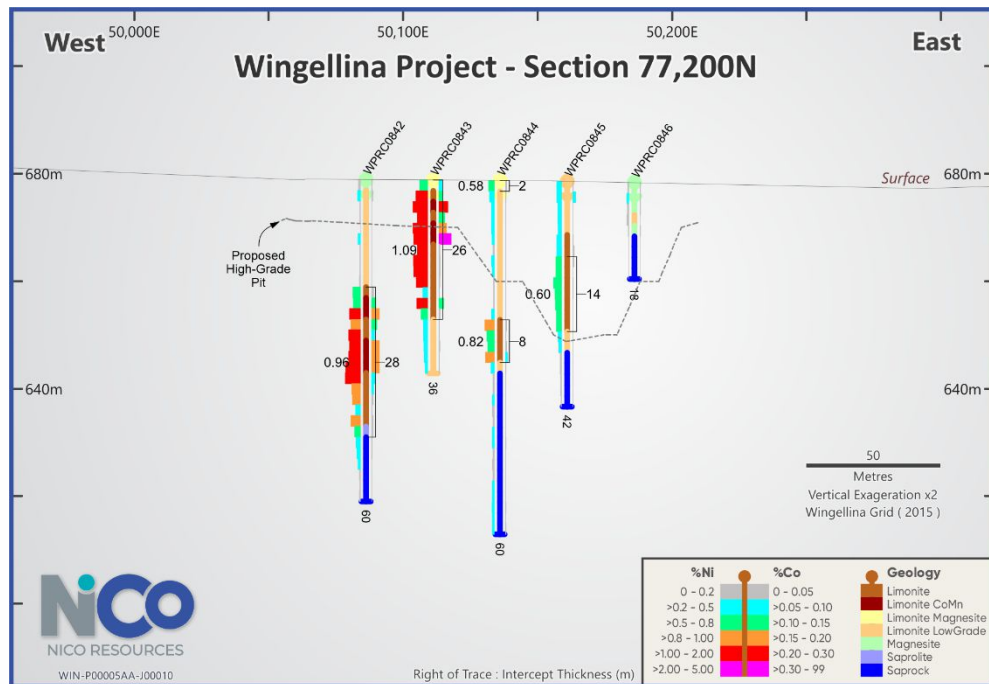 50,000E
50,100E
50,200E
West
East
Wingellina Project - Section 77,200N
WPRC0842
WPRC0843
WPRC0844
WPRC0845
WPRC0846
680m
680m
Surface
0.58
2
Proposed
High-Grade
Pit
1.09
26
0.60
14
18
0.82
8
0.96
28
36
640m
640m
42
60
60
50
Metres
Vertical Exageration x2
Wingellina Grid ( 2015 )
NiCo
NICO RESOURCES
WIN-P00005AA-J00010
Right of Trace : Intercept Thickness (m)
%Ni %Co Geology
0 - 0.2 0 - 0.05 Limonite
>0.2 - 0.5 >0.05 - 0.10 Limonite CoMn
>0.5 - 0.8 >0.10 - 0.15 Limonite Magnesite
>0.8 - 1.00 >0.15 - 0.20 Limonite LowGrade
>1.00 - 2.00 >0.20 - 0.30 Magnesite
>2.00 - 5.00 >0.30 - 99 Saprolite
Saprock